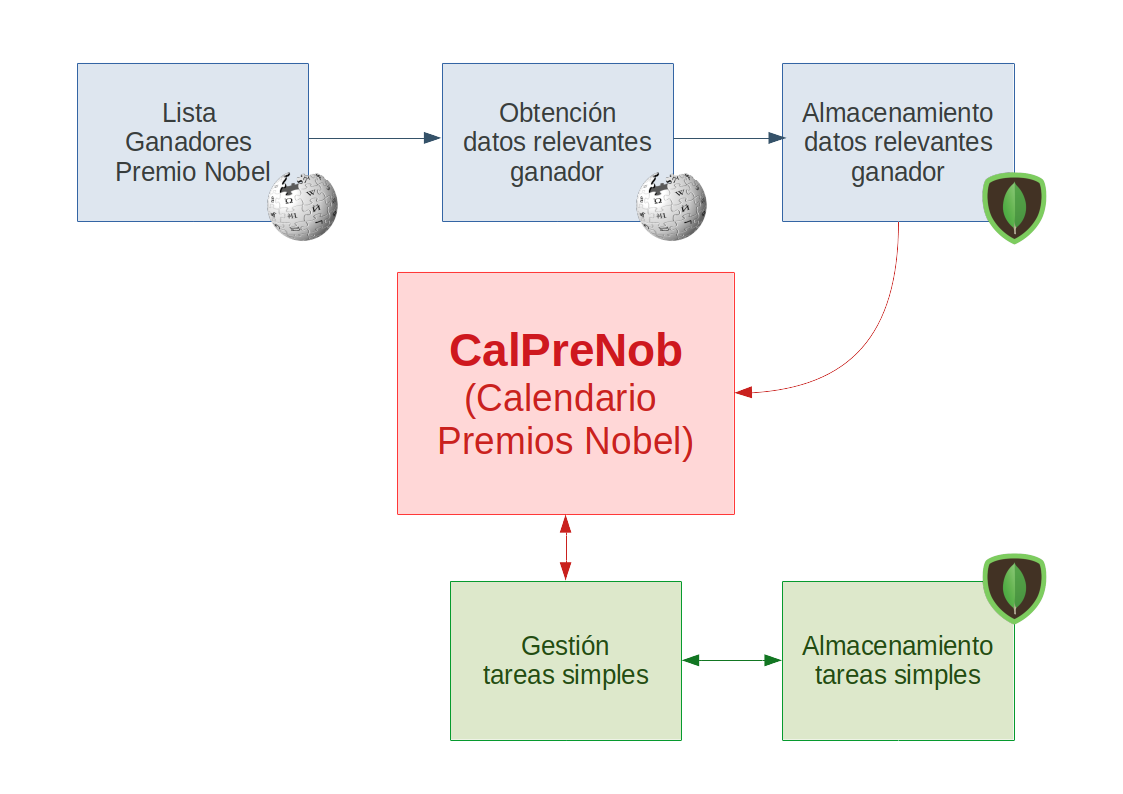 Lista
Ganadores
Premio Nobel
Obtención
datos relevantes
ganador
Almacenamiento
datos relevantes
ganador
CalPreNob
(Calendario
Premios Nobel)
Gestión
tareas simples
Almacenamiento
tareas simples